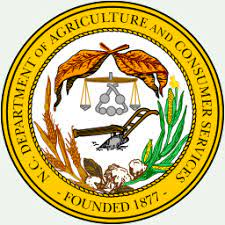 N.C. DEPARTMENT OF AGRICULTURE AND CONSUMER SERVICES
- FOUNDED 1877 -